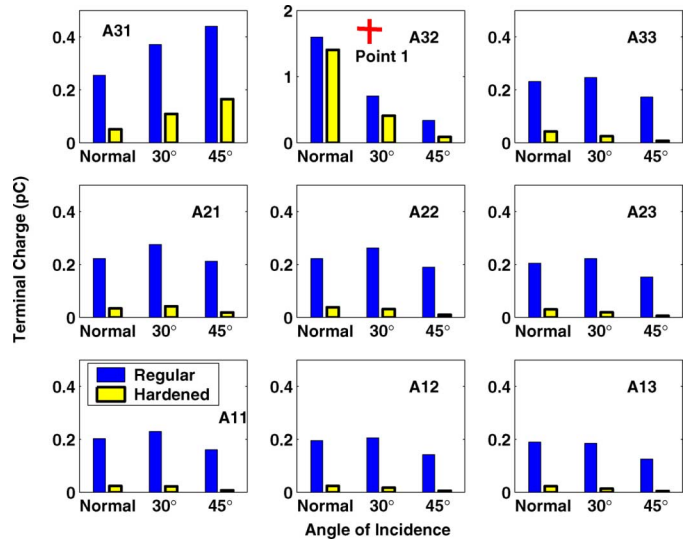 A31
A32
A33
Point 1
0.4
0.2
0
Normal 30° 45°
2
1
0
Normal 30° 45°
0.4
0.2
0
Normal 30° 45°
Terminal Charge (pC)
A21
A22
A23
0.4
0.2
0
Normal 30° 45°
0.4
0.2
0
Normal 30° 45°
0.4
0.2
0
Normal 30° 45°
Regular
Hardened
A11
A12
A13
0.4
0.2
0
Normal 30° 45°
0.4
0.2
0
Normal 30° 45°
0.4
0.2
0
Normal 30° 45°
Angle of Incidence